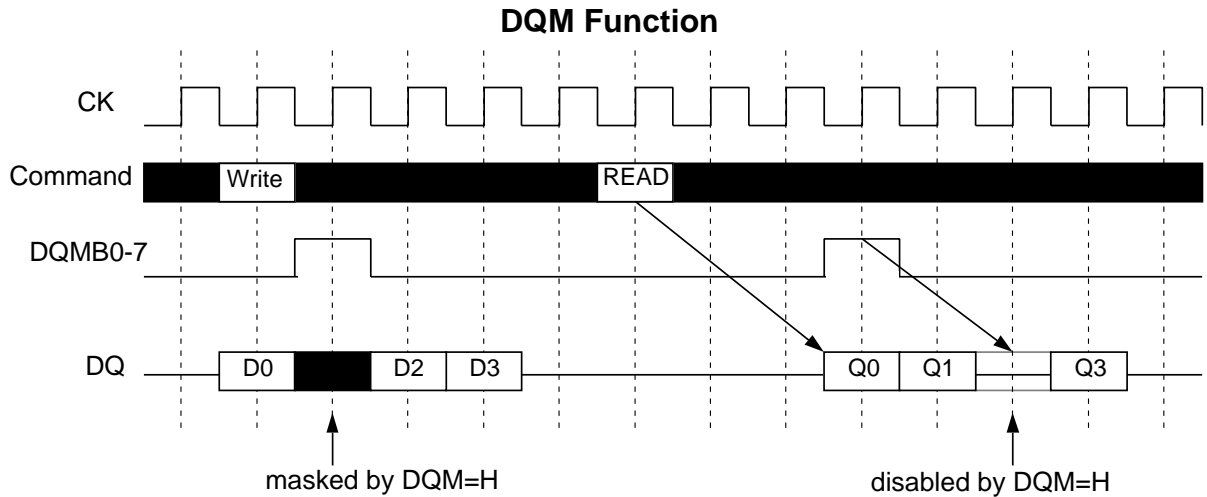 DQM Function
CK
Command
Write
READ
DQMB0-7
DQ
D0
D2
D3
Q0
Q1
Q3
masked by DQM=H
disabled by DQM=H